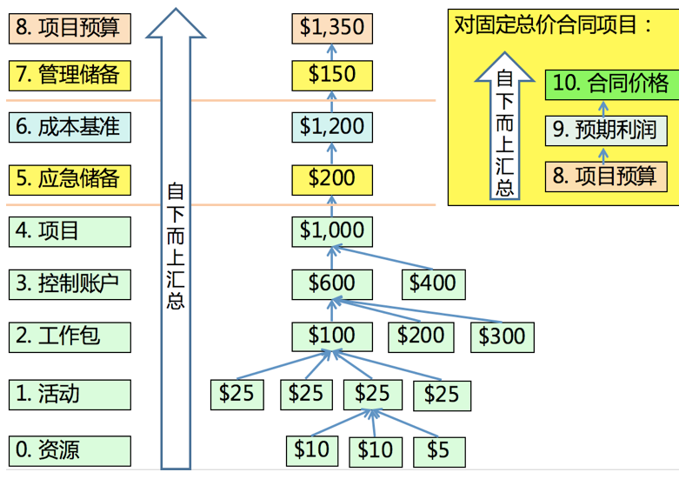 8. 项目预算 $1,350
7. 管理储备 $150
6. 成本基准 $1,200
5. 应急储备 $200
4. 项目 $1,000
3. 控制账户 $600 $400
2. 工作包 $100 $200 $300
1. 活动 $25 $25 $25 $25
0. 资源 $10 $10 $5
自下而上汇总
对固定总价合同项目：
10. 合同价格
9. 预期利润
8. 项目预算
自下而上汇总